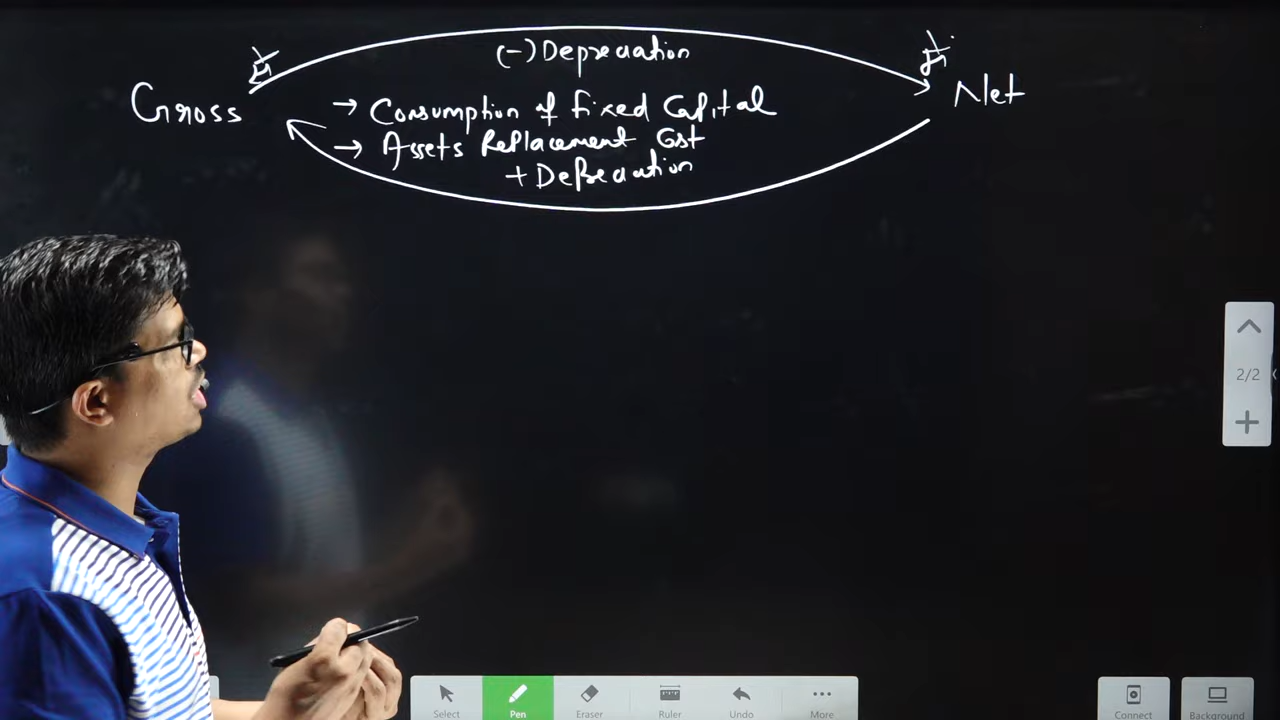 (-) Depreciation
Gross
Net
→ Consumption of Fixed Capital
→ Assets Replacement Cost
+ Depreciation
2/2
Select
Pen
Eraser
Ruler
Undo
More
Connect
Background